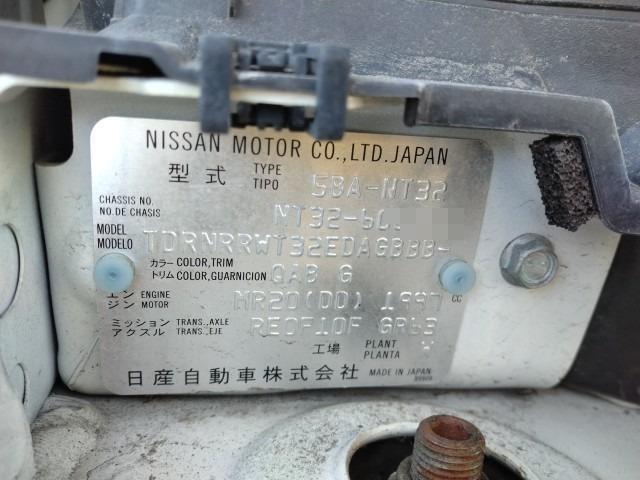 NISSAN MOTOR CO.,LTD.JAPAN
型式 TYPE TIPO 5BA-NT32
CHASSIS NO. NO.DE CHASIS NT32-60
MODEL MODELO TDRNRRWT32EDAGBBB-
カラー COLOR,TRIM
トリム COLOR,GUARNICION QAB G
エンジン ENGINE MOTOR MR20(DD) 1997 CC
ミッション TRANS.,AXLE
アクスル TRANS.,EJE RE0F10F GR63
工場 PLANT PLANTA
日産自動車株式会社 MADE IN JAPAN